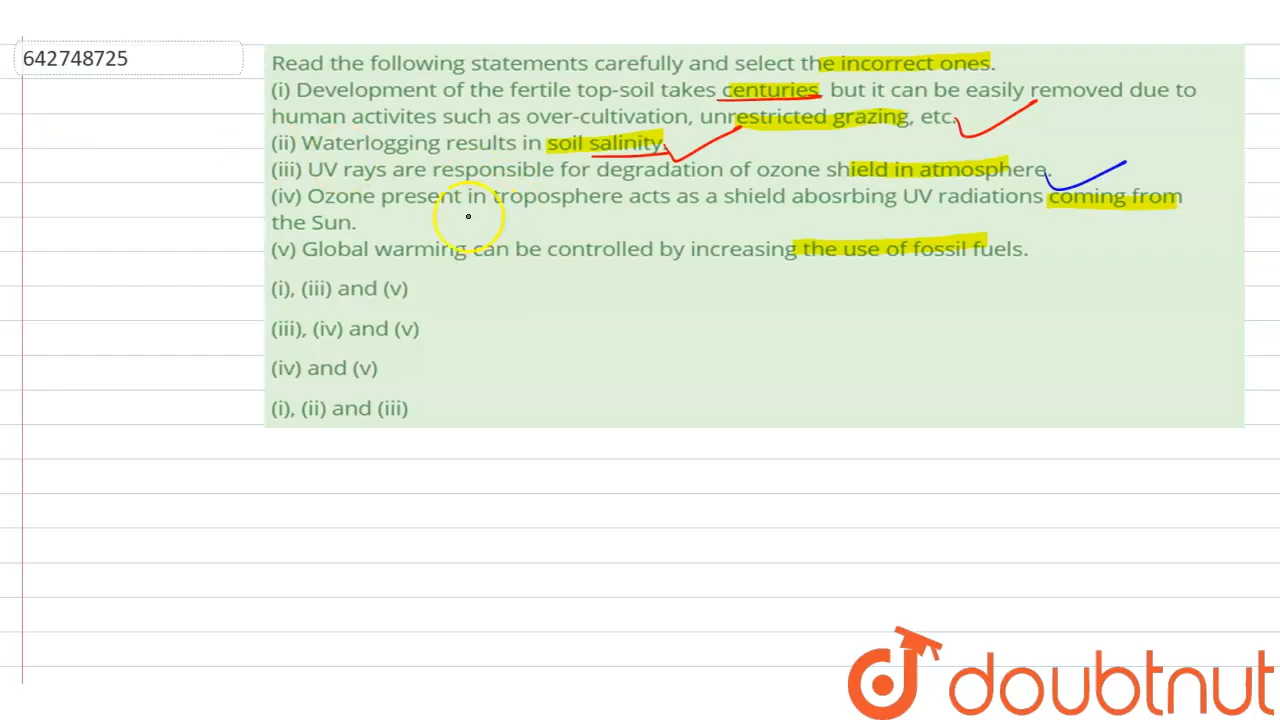 642748725
Read the following statements carefully and select the incorrect ones.
(i) Development of the fertile top-soil takes centuries, but it can be easily removed due to
human activites such as over-cultivation, unrestricted grazing, etc.
(ii) Waterlogging results in soil salinity.
(iii) UV rays are responsible for degradation of ozone shield in atmosphere.
(iv) Ozone present in troposphere acts as a shield abosrbing UV radiations coming from
the Sun.
(v) Global warming can be controlled by increasing the use of fossil fuels.
(i), (iii) and (v)
(iii), (iv) and (v)
(iv) and (v)
(i), (ii) and (iii)
doubtnut